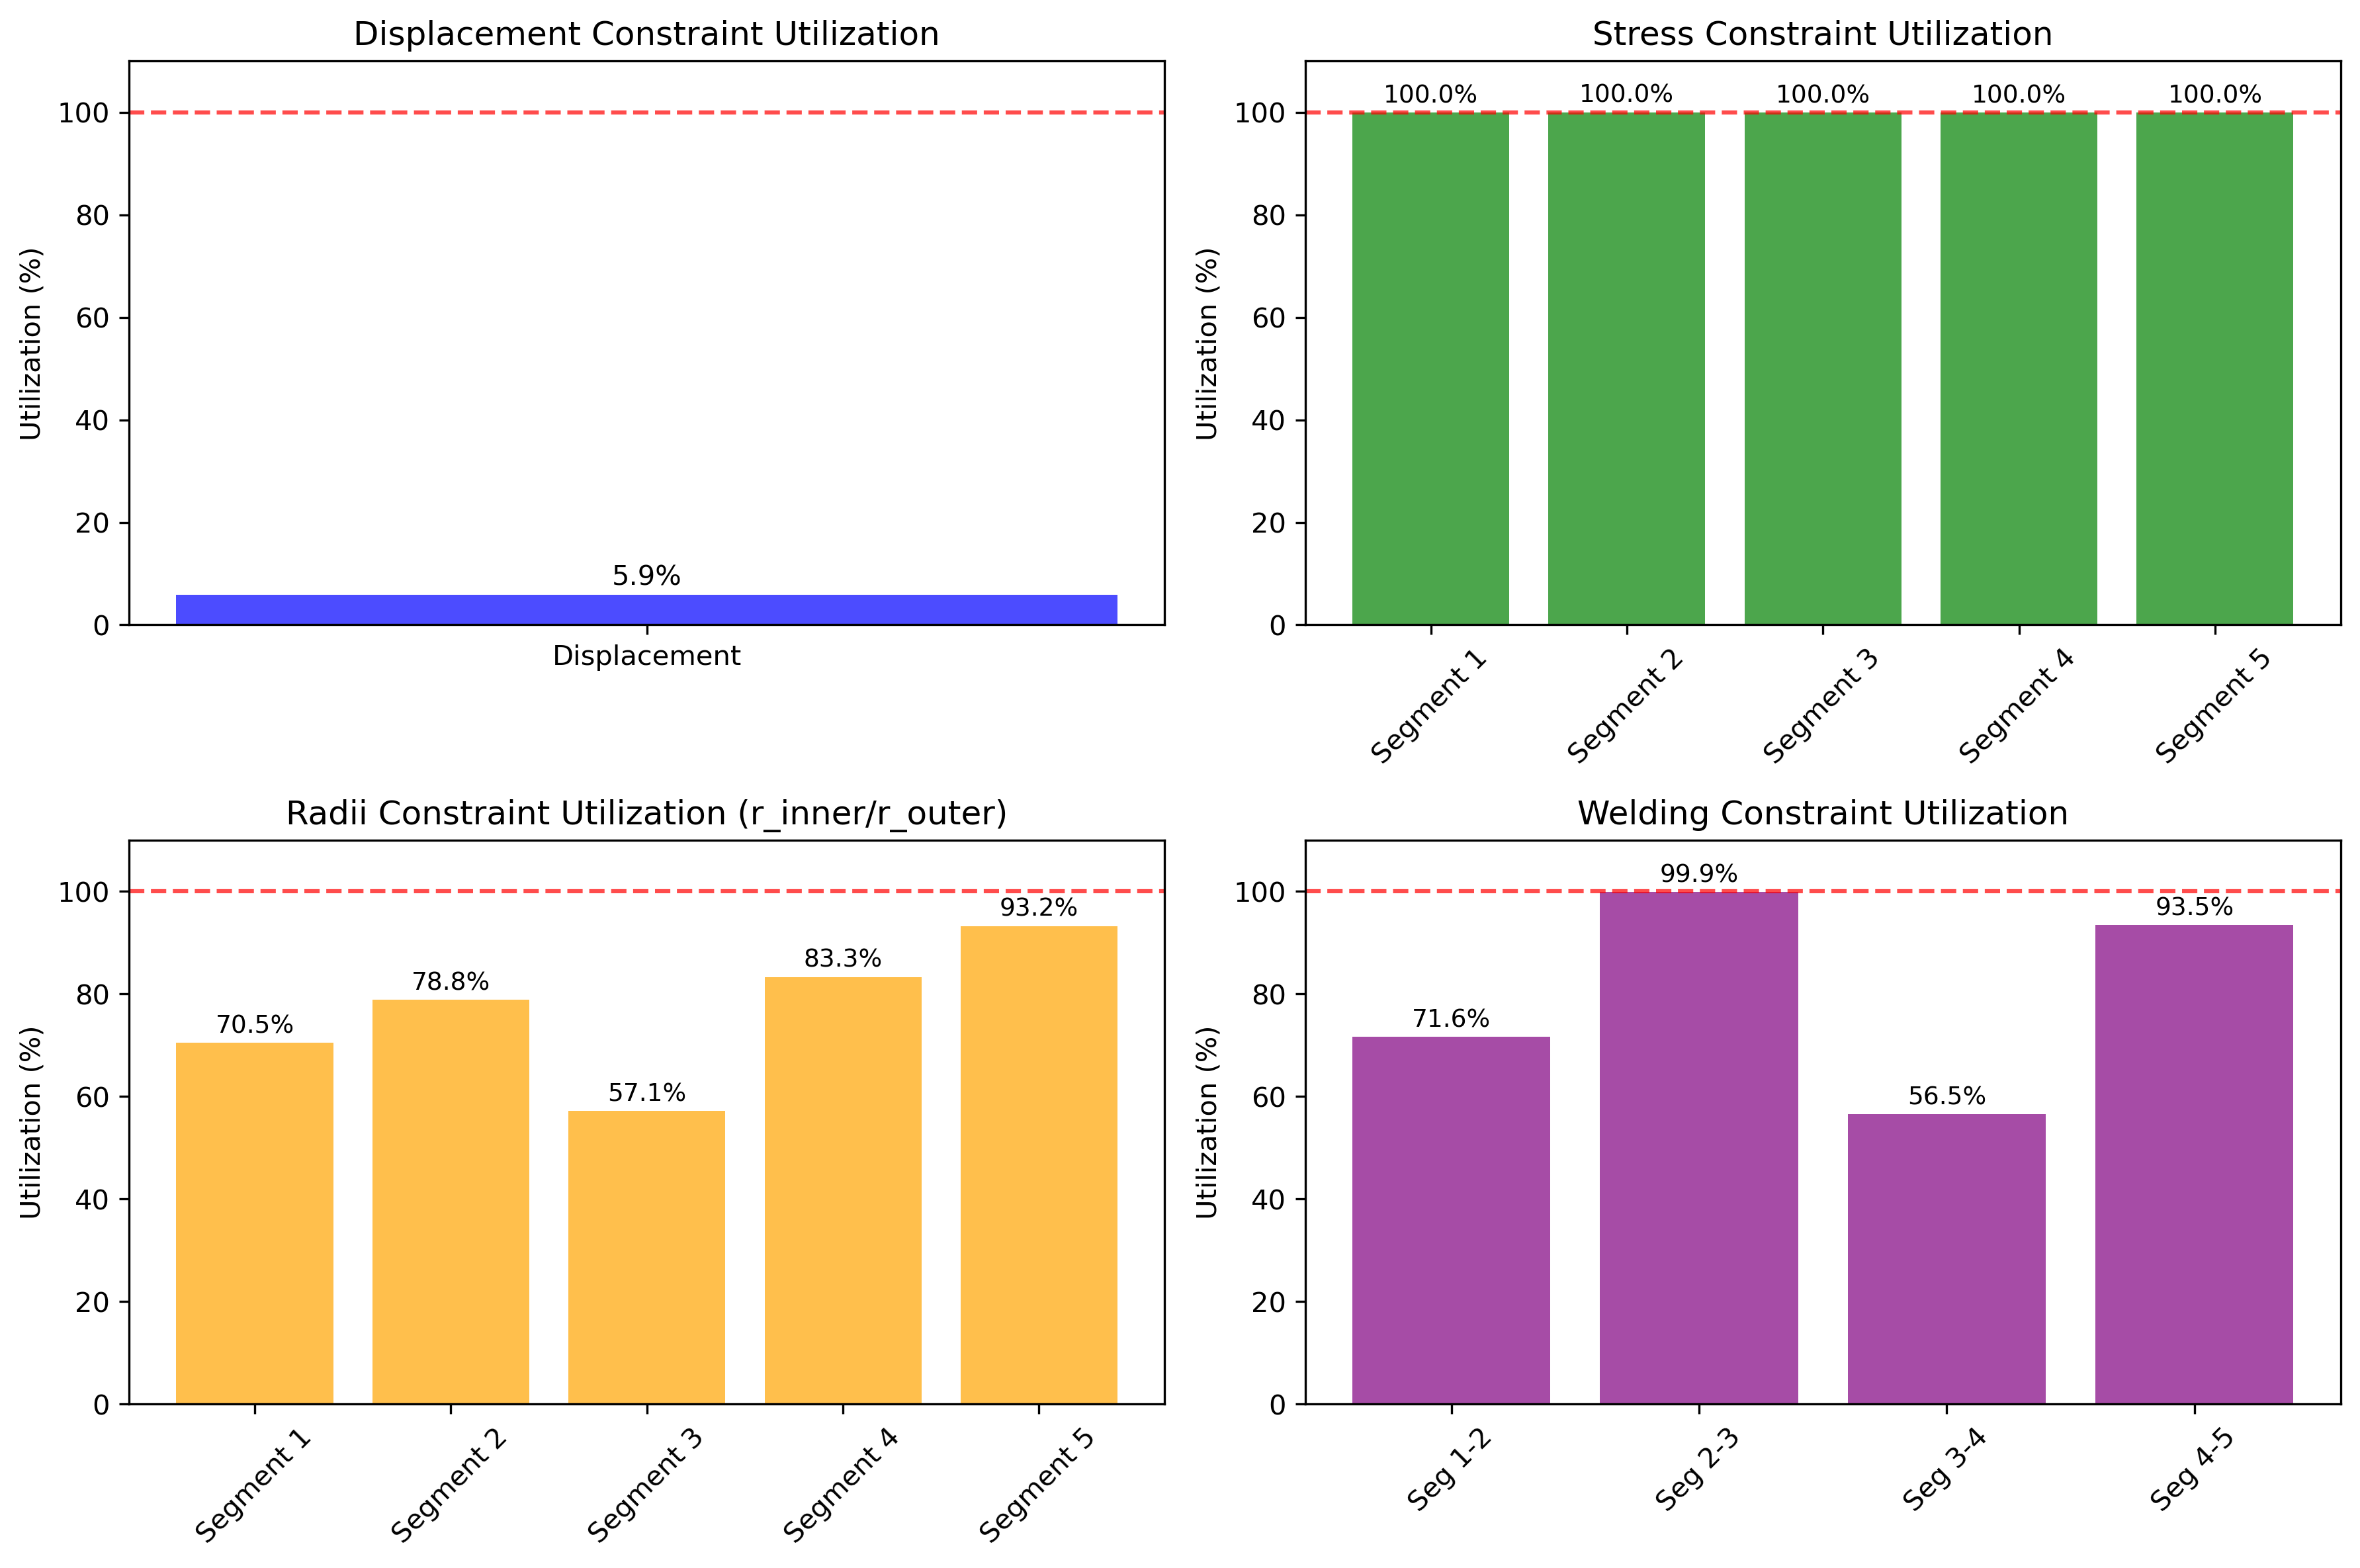 Displacement Constraint Utilization
Utilization (%)
100
80
60
40
20
0
5.9%
Displacement
Stress Constraint Utilization
Utilization (%)
100
80
60
40
20
0
100.0% 100.0% 100.0% 100.0% 100.0%
Segment 1 Segment 2 Segment 3 Segment 4 Segment 5
Radii Constraint Utilization (r_inner/r_outer)
Utilization (%)
100
80
60
40
20
0
70.5% 78.8% 57.1% 83.3% 93.2%
Segment 1 Segment 2 Segment 3 Segment 4 Segment 5
Welding Constraint Utilization
Utilization (%)
100
80
60
40
20
0
71.6% 99.9% 56.5% 93.5%
Seg 1-2 Seg 2-3 Seg 3-4 Seg 4-5